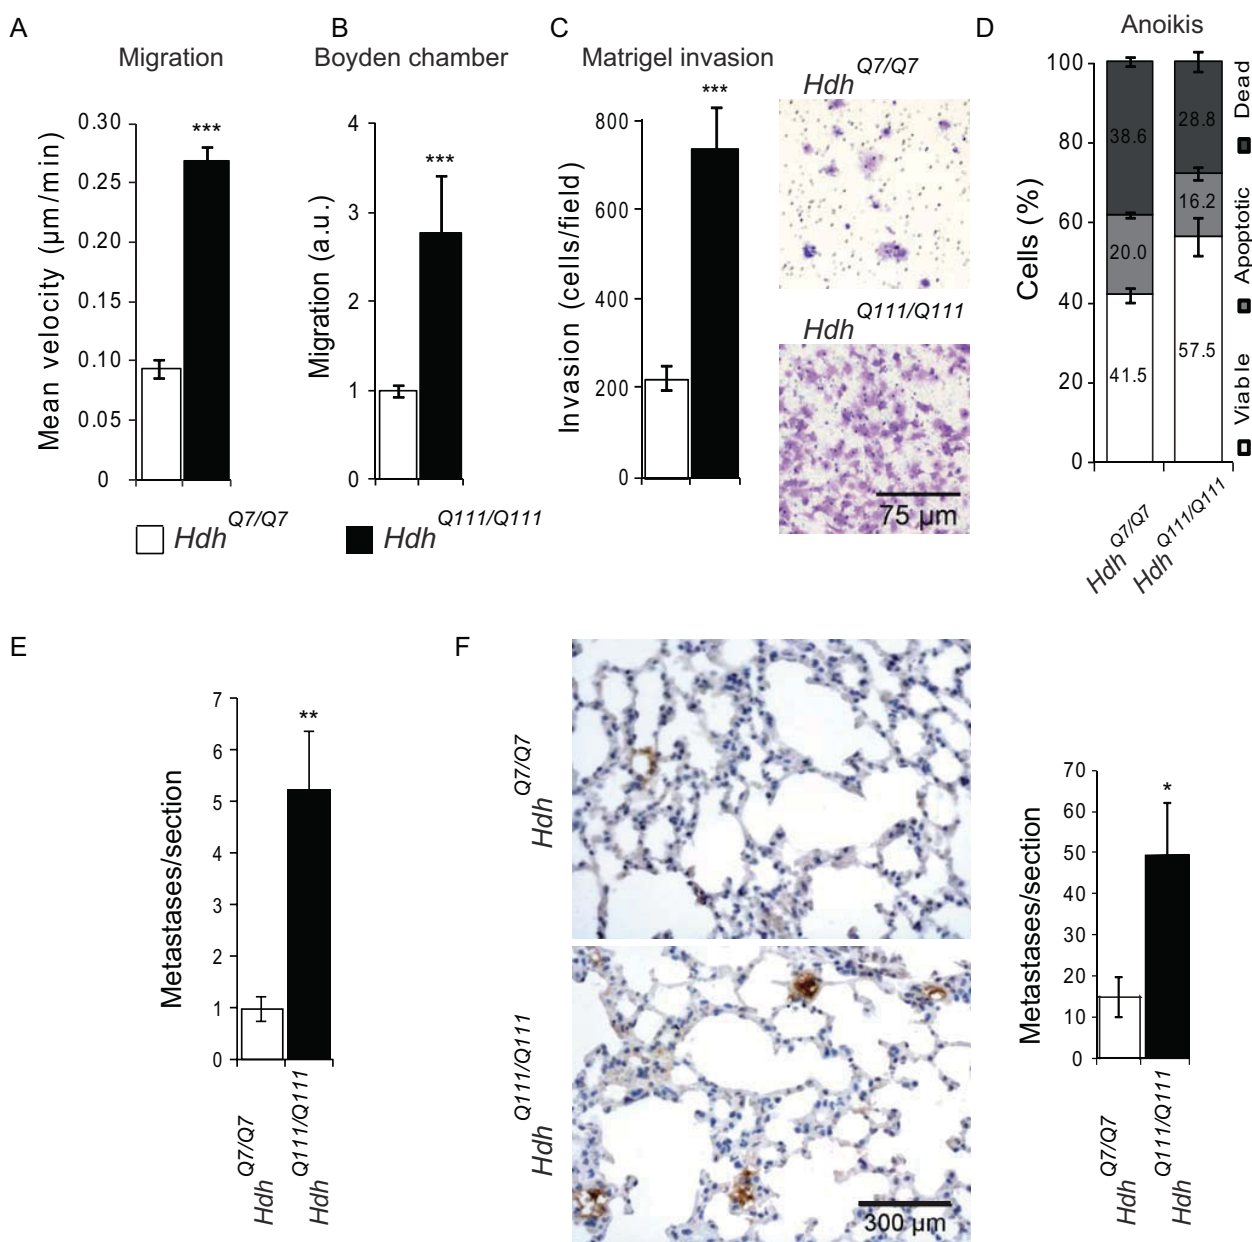 A
Migration
Mean velocity (µm/min)
0.30
0.25
0.20
0.15
0.10
0.05
0
***
B
Boyden chamber
Migration (a.u.)
4
3
2
1
0
***
Hdh Q7/Q7
Hdh Q111/Q111
C
Matrigel invasion
Invasion (cells/field)
800
600
400
200
0
***
Hdh Q7/Q7
Hdh Q111/Q111
75 µm
D
Anoikis
Cells (%)
100
80
60
40
20
0
38.6
20.0
41.5
28.8
16.2
57.5
Hdh Q7/Q7
Hdh Q111/Q111
Viable
Apoptotic
Dead
E
Metastases/section
7
6
5
4
3
2
1
0
**
Hdh Q7/Q7
Hdh Q111/Q111
F
Hdh Q7/Q7
Hdh Q111/Q111
300 µm
Metastases/section
70
60
50
40
30
20
10
0
*
Hdh Q7/Q7
Hdh Q111/Q111